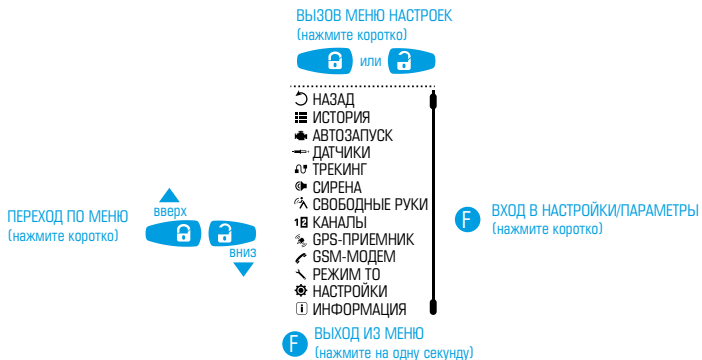 ВЫЗОВ МЕНЮ НАСТРОЕК
(нажмите коротко)
или
НАЗАД
ИСТОРИЯ
АВТОЗАПУСК
ДАТЧИКИ
ТРЕКИНГ
СИРЕНА
СВОБОДНЫЕ РУКИ
12 КАНАЛЫ
GPS-ПРИЕМНИК
GSM-МОДЕМ
РЕЖИМ ТО
НАСТРОЙКИ
i ИНФОРМАЦИЯ
ПЕРЕХОД ПО МЕНЮ
(нажмите коротко)
вверх
вниз
F ВХОД В НАСТРОЙКИ/ПАРАМЕТРЫ
(нажмите коротко)
F ВЫХОД ИЗ МЕНЮ
(нажмите на одну секунду)